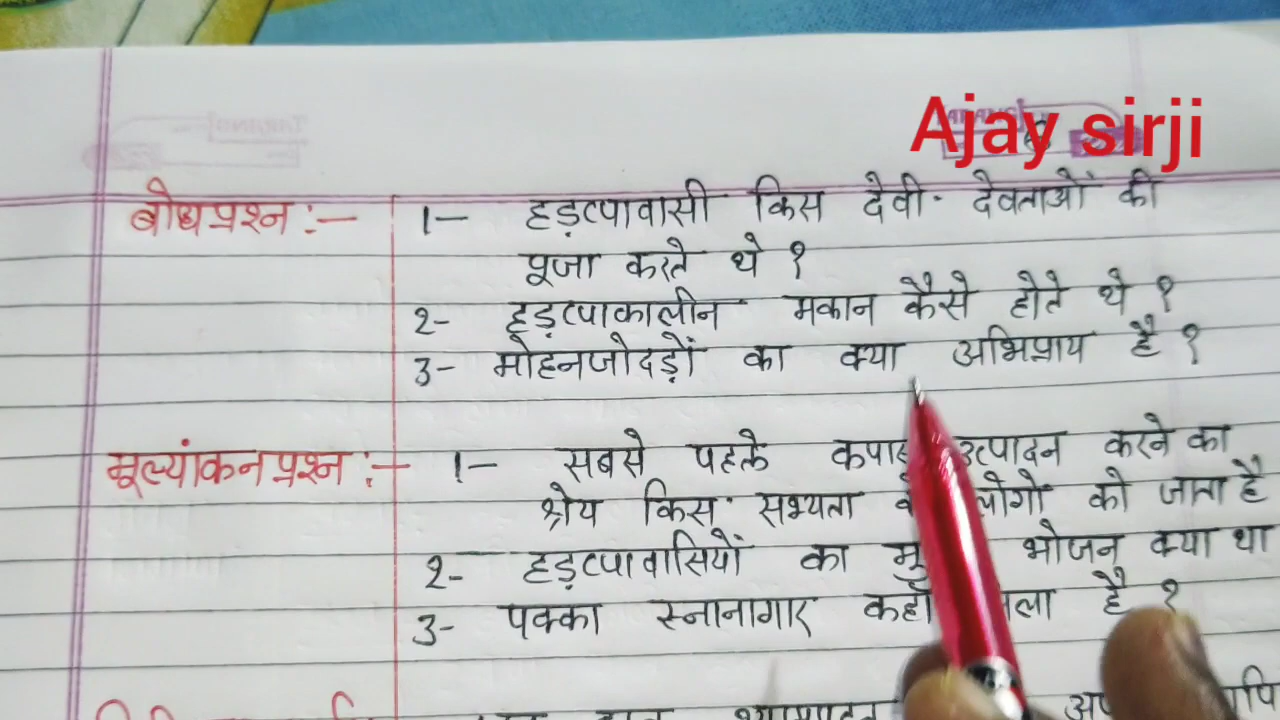 Ajay sirji
बोधप्रश्न :- 1- हड़प्पावासी किस देवी- देवताओं की
पूजा करते थे ?
2- हड़प्पाकालीन मकान कैसे होते थे ?
3- मोहनजोदड़ों का क्या अभिप्राय है ?
मूल्यांकनप्रश्न :- 1- सबसे पहले उत्पादन करने का
श्रेय किस सभ्यता लोगों को जाता है
2- हड़प्पावासियों का भोजन क्या था
3- पक्का स्नानागार कहाँ है ?